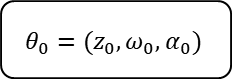 θ₀ = (z₀, ω₀, α₀)